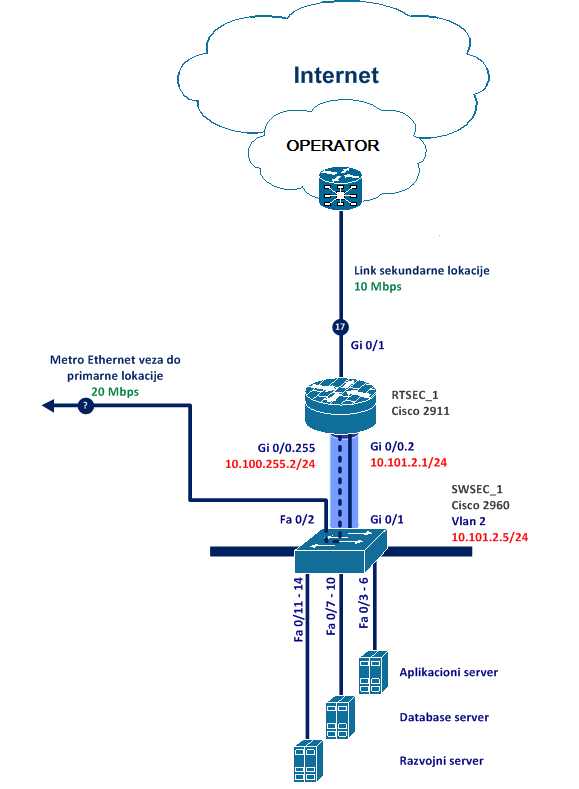 Internet
OPERATOR
Link sekundarne lokacije
10 Mbps
17
Gi 0/1
Metro Ethernet veza do
primarne lokacije
20 Mbps
?
RTSEC_1
Cisco 2911
Gi 0/0.255
10.100.255.2/24
Gi 0/0.2
10.101.2.1/24
SWSEC_1
Cisco 2960
Vlan 2
10.101.2.5/24
Fa 0/2
Gi 0/1
Fa 0/11 - 14
Fa 0/7 - 10
Fa 0/3 - 6
Aplikacioni server
Database server
Razvojni server